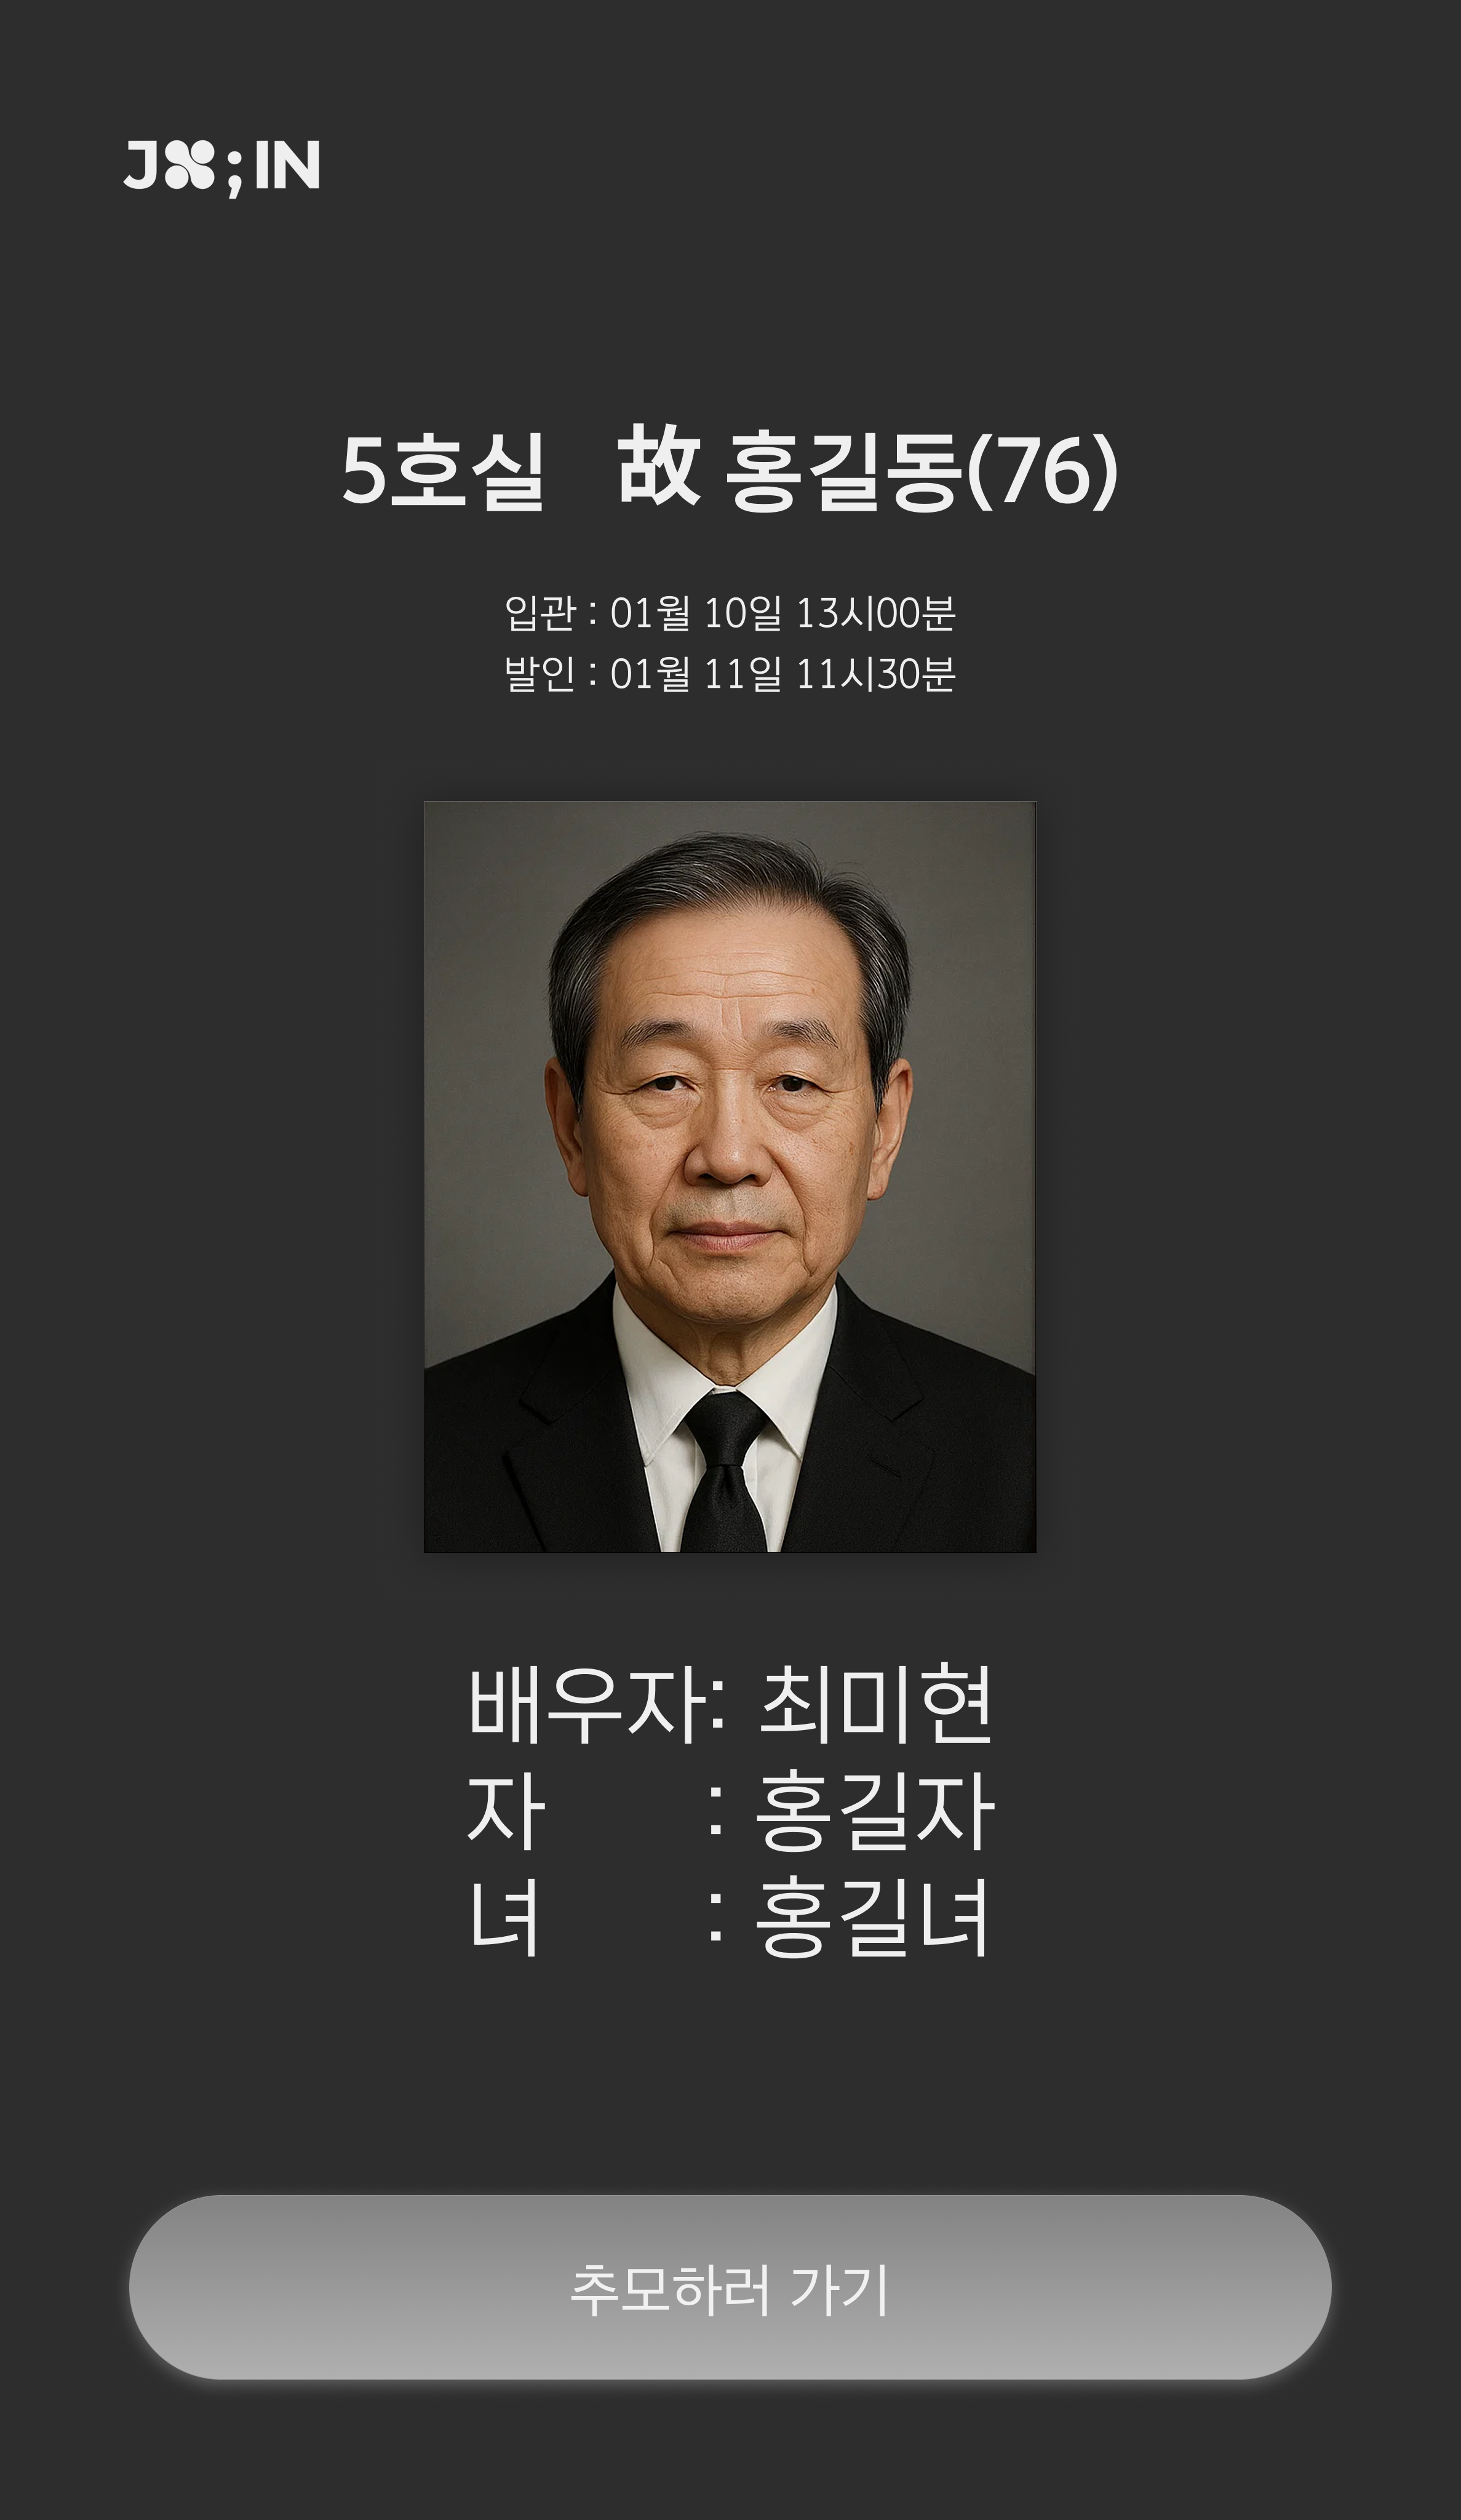 JO;IN
5호실 故 홍길동(76)
입관 : 01월 10일 13시00분
발인 : 01월 11일 11시30분
배우자: 최미현
자 : 홍길자
녀 : 홍길녀
추모하러 가기